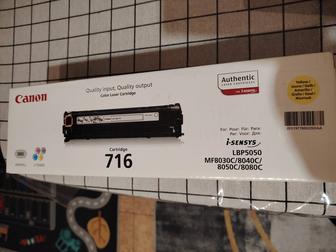 Canon
Quality input, Quality output
Color Laser Cartridge
Authentic
Cartridge
716
For / Pour / Für / Para
i-SENSYS
LBP5050
MF8030C/8040C/
8050C/8080C
Yellow /